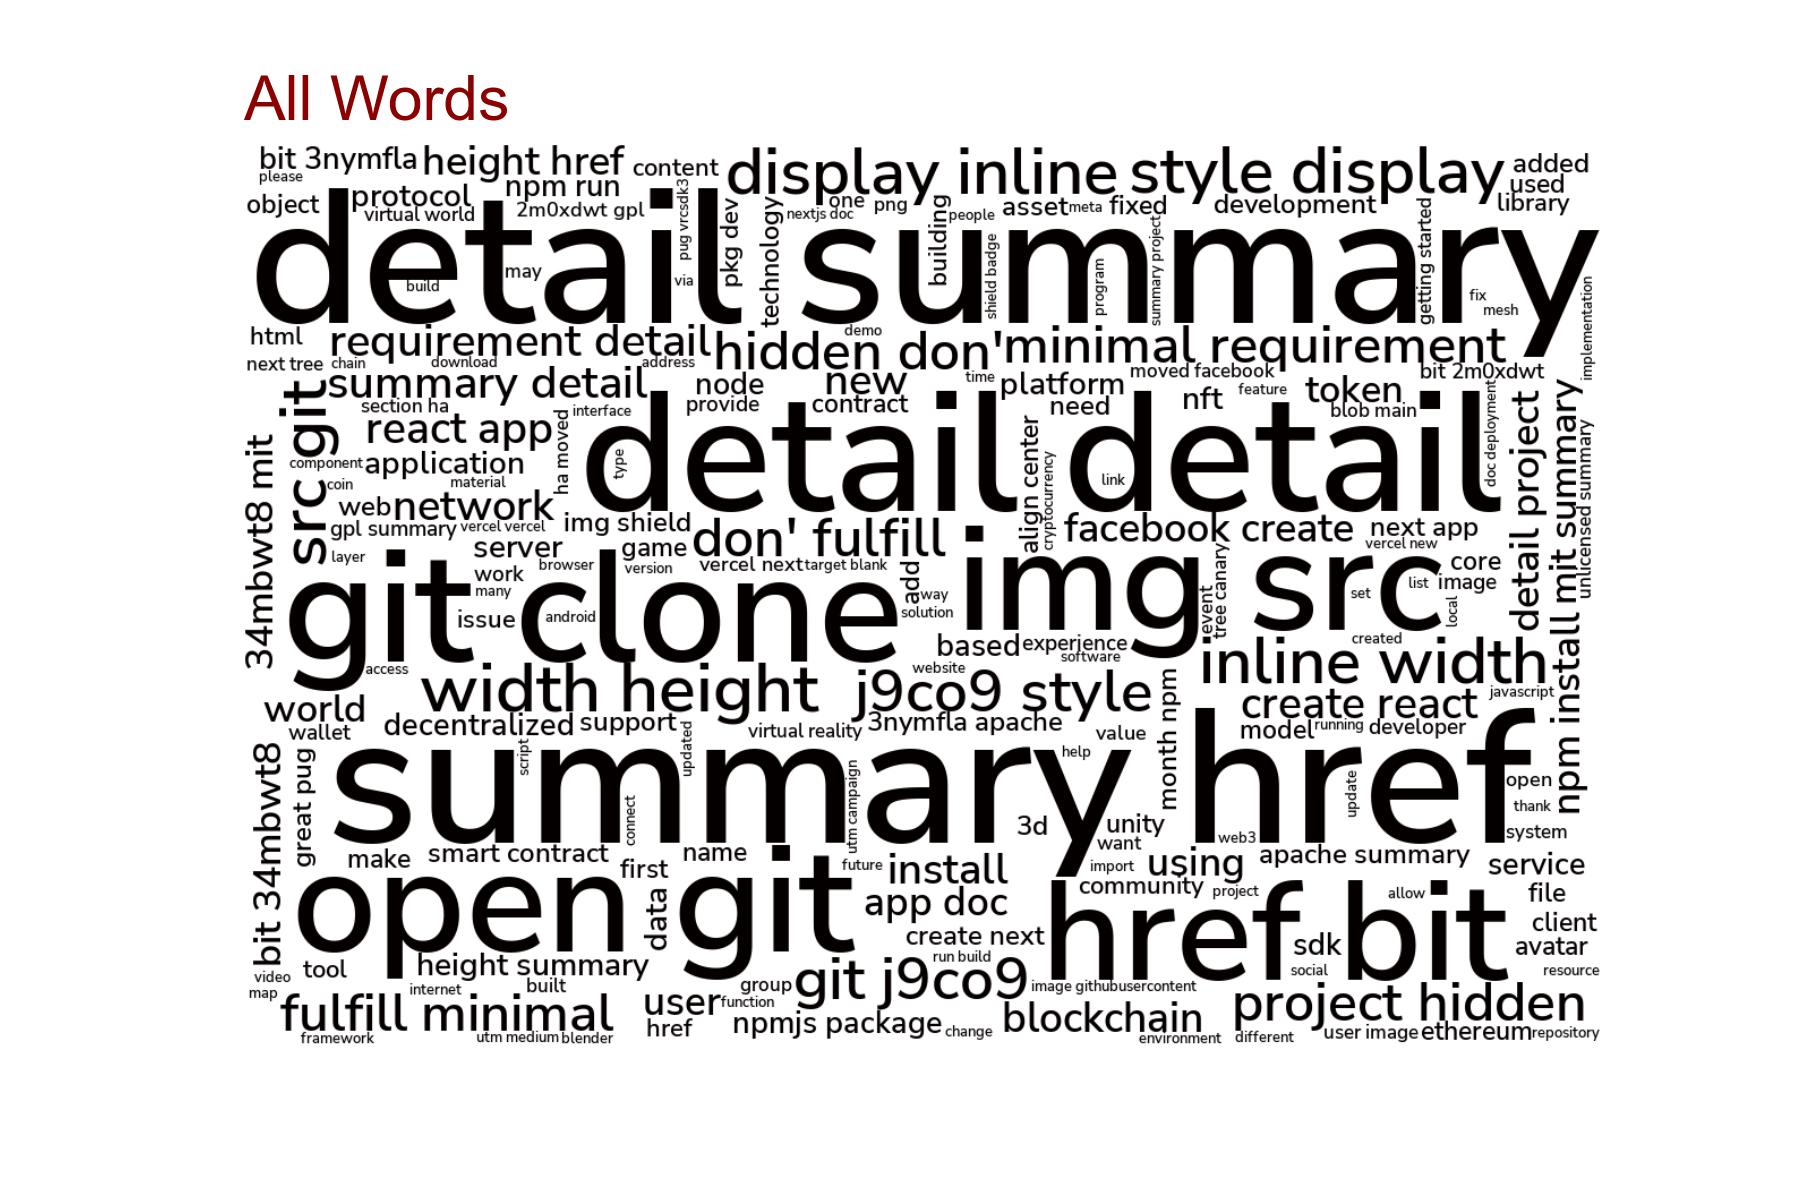 All Words
bit 3nymfla height href content display inline style display added
please protocol npm run used
object virtual world 2m0xdwt gpl one png asset meta fixed development library
nextjs doc people
pug vrcsdk3
pkg dev
technology
building
shield badge
program
summary project
getting started
implementation
detail summary
may
build
via
fix
mesh
html requirement detail hidden don' minimal requirement
demo
next tree chain download address
summary detail node new time platform moved facebook bit 2m0xdwt
section ha interface provide contract need nft feature token
blob main
react app
ha moved
detail detail
type
link
align center
cryptocurrency
doc deployment
detail project
npm install mit summary
unlicensed summary
src git
34mbwt8 mit
component application
coin material
web network
gpl summary vercel vercel img shield don' fulfill facebook create next app
layer server game vercel new
work browser version vercel next target blank core
many list image
git clone img src
issue android
add
way
solution
event
tree canary
set
local
based experience created
access software inline width
website
width height j9co9 style
world create react javascript
wallet decentralized support virtual reality 3nymfla apache value model running developer
script
updated
month npm
summary href
help
open
thank
system
bit 34mbwt8
great pug
connect
utm campaign
update
3d unity
want web3
make smart contract first name future install import using apache summary service
community project allow file
open git href bit
data
app doc client
create next sdk avatar
video tool height summary run build social resource
map internet built group git j9co9 image githubusercontent
fulfill minimal user function project hidden
href npmjs package change blockchain
framework utm medium blender environment different user image ethereum repository